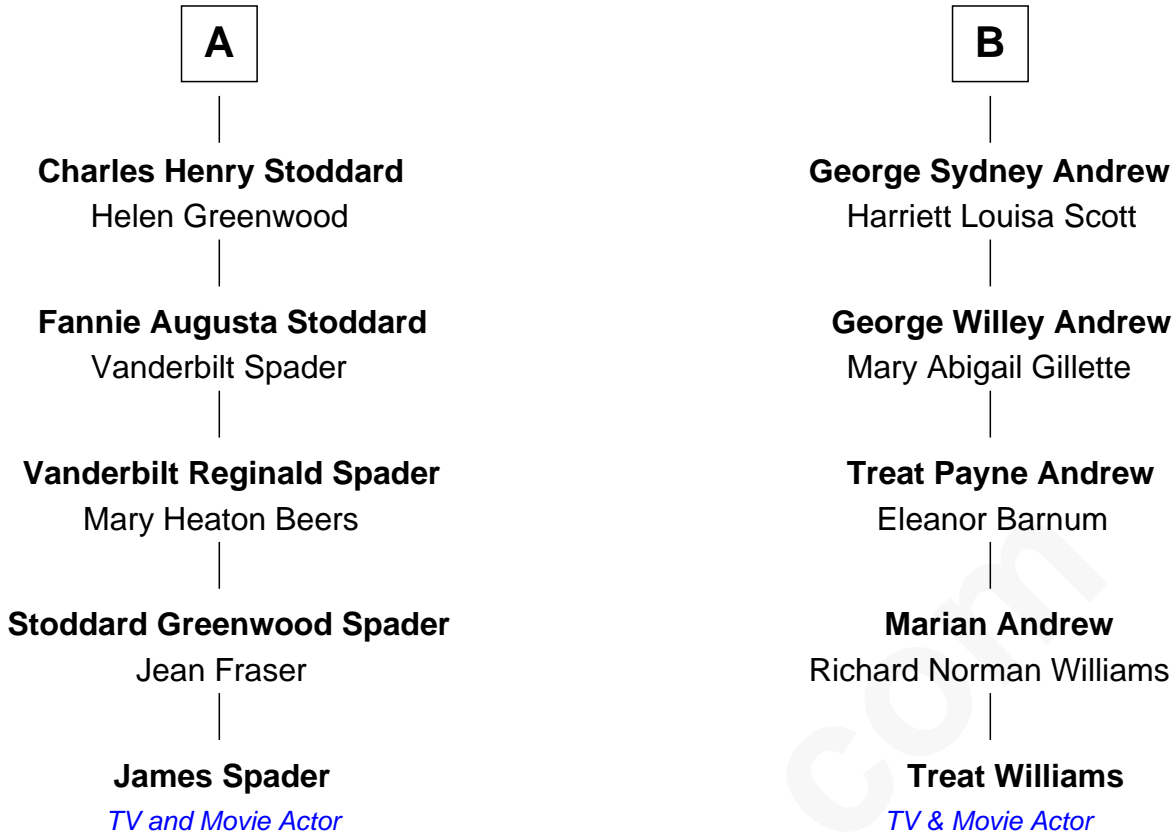 A
Charles Henry Stoddard
Helen Greenwood
Fannie Augusta Stoddard
Vanderbilt Spader
Vanderbilt Reginald Spader
Mary Heaton Beers
Stoddard Greenwood Spader
Jean Fraser
James Spader
TV and Movie Actor
B
George Sydney Andrew
Harriett Louisa Scott
George Willey Andrew
Mary Abigail Gillette
Treat Payne Andrew
Eleanor Barnum
Marian Andrew
Richard Norman Williams
Treat Williams
TV & Movie Actor
com